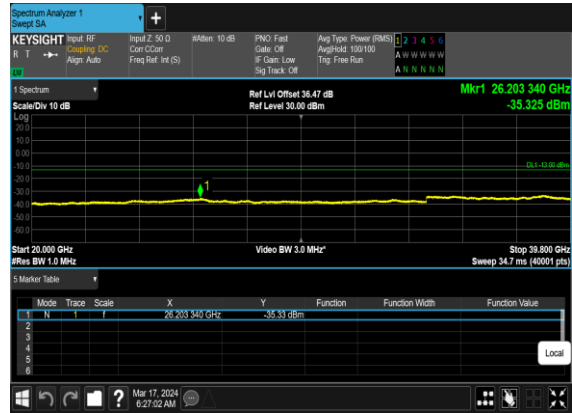 Spectrum Analyzer 1
Swept SA
+
KEYSIGHT Input: RF Input Z: 50 Ω #Atten: 10 dB PNO: Fast Avg Type: Power (RMS) 1 2 3 4 5 6
R T Coupling: DC Corr CCorr Gate: Off Avg|Hold: 100/100 A W W W W W
Align: Auto Freq Ref: Int (S) IF Gain: Low Trig: Free Run
LW Sig Track: Off A N N N N N
1 Spectrum Ref Lvl Offset 36.47 dB Mkr1 26.203 340 GHz
Scale/Div 10 dB Ref Level 30.00 dBm -35.325 dBm
Log
20.0
10.0
0.00
-10.0 DL1 -13.00 dBm
-20.0
-30.0 1
-40.0
-50.0
-60.0
Start 20.000 GHz Video BW 3.0 MHz* Stop 39.800 GHz
#Res BW 1.0 MHz Sweep 34.7 ms (40001 pts)
5 Marker Table
Mode Trace Scale X Y Function Function Width Function Value
1 N 1 f 26.203 340 GHz -35.33 dBm
2
3
4
5
6
Local
? Mar 17, 2024
6:27:02 AM